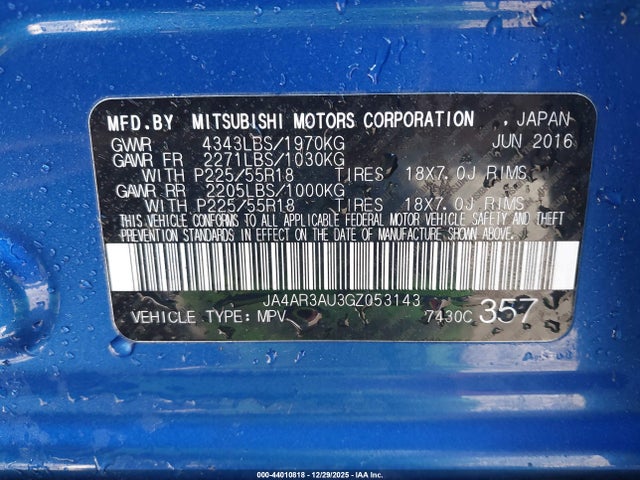 MFD.BY MITSUBISHI MOTORS CORPORATION , JAPAN
GVWR 4343LBS/1970KG JUN 2016
GAWR FR 2271LBS/1030KG
WITH P225/55R18 TIRES 18X7.0J RIMS
GAWR RR 2205LBS/1000KG
WITH P225/55R18 TIRES 18X7.0J RIMS
THIS VEHICLE CONFORMS TO ALL APPLICABLE FEDERAL MOTOR VEHICLE SAFETY AND THEFT
PREVENTION STANDARDS IN EFFECT ON THE DATE OF MANUFACTURE SHOWN ABOVE.
JA4AR3AU3GZ053143
VEHICLE TYPE: MPV 7430C 357
000-44010818 - 12/29/2025 - IAA Inc.